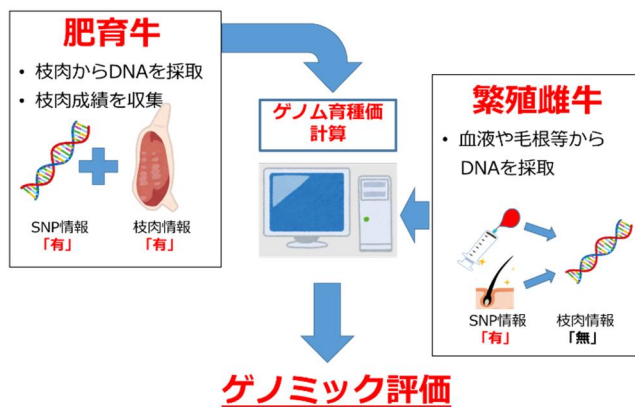 肥育牛
• 枝肉からDNAを採取
• 枝肉成績を収集
SNP情報
「有」
枝肉情報
「有」
ゲノム育種価
計算
繁殖雌牛
• 血液や毛根等から
DNAを採取
SNP情報
「有」
枝肉情報
「無」
ゲノミック評価